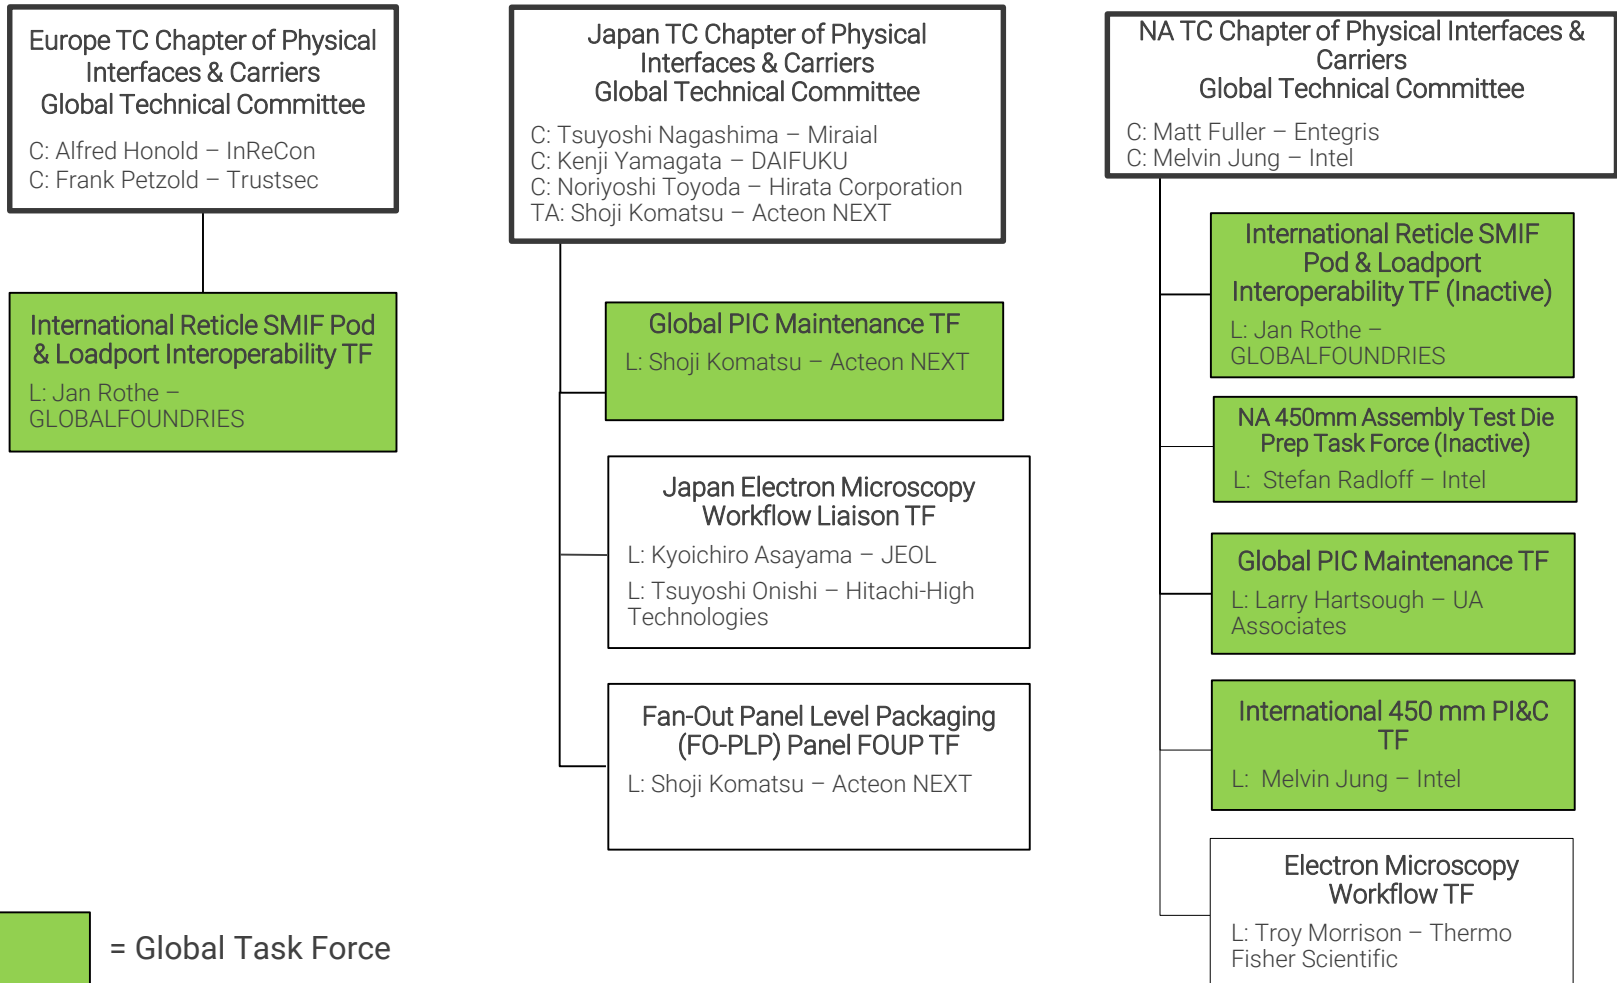 Europe TC Chapter of Physical
Interfaces & Carriers
Global Technical Committee
C: Alfred Honold – InReCon
C: Frank Petzold – Trustsec
International Reticle SMIF Pod
& Loadport Interoperability TF
L: Jan Rothe –
GLOBALFOUNDRIES
Japan TC Chapter of Physical
Interfaces & Carriers
Global Technical Committee
C: Tsuyoshi Nagashima – Miraial
C: Kenji Yamagata – DAIFUKU
C: Noriyoshi Toyoda – Hirata Corporation
TA: Shoji Komatsu – Acteon NEXT
Global PIC Maintenance TF
L: Shoji Komatsu – Acteon NEXT
Japan Electron Microscopy
Workflow Liaison TF
L: Kyoichiro Asayama – JEOL
L: Tsuyoshi Onishi – Hitachi-High
Technologies
Fan-Out Panel Level Packaging
(FO-PLP) Panel FOUP TF
L: Shoji Komatsu – Acteon NEXT
NA TC Chapter of Physical Interfaces &
Carriers
Global Technical Committee
C: Matt Fuller – Entegris
C: Melvin Jung – Intel
International Reticle SMIF
Pod & Loadport
Interoperability TF (Inactive)
L: Jan Rothe –
GLOBALFOUNDRIES
NA 450mm Assembly Test Die
Prep Task Force (Inactive)
L: Stefan Radloff – Intel
Global PIC Maintenance TF
L: Larry Hartsough – UA
Associates
International 450 mm PI&C
TF
L: Melvin Jung – Intel
Electron Microscopy
Workflow TF
L: Troy Morrison – Thermo
Fisher Scientific
= Global Task Force